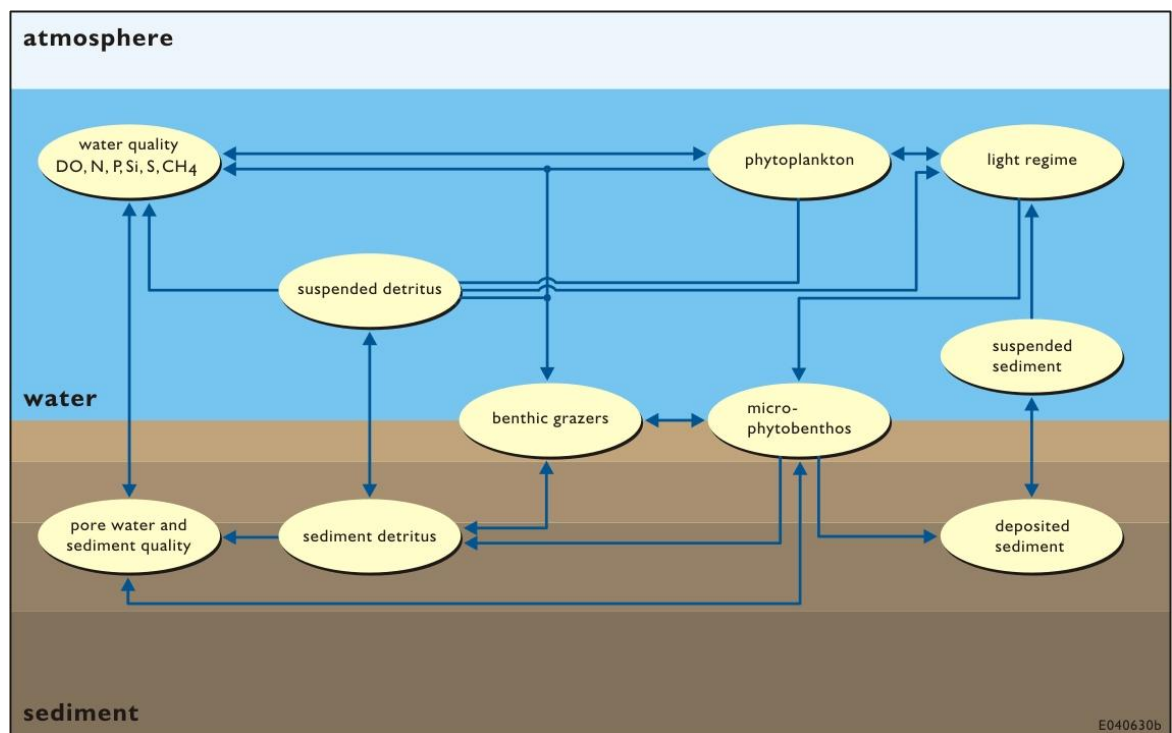 atmosphere
water quality
DO, N, P, Si, S, CH4
phytoplankton
light regime
suspended detritus
suspended
sediment
water
benthic grazers
micro-
phytobenthos
pore water and
sediment quality
sediment detritus
deposited
sediment
sediment
E040630b